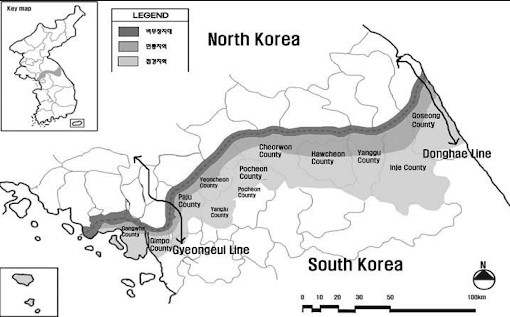 Key map
LEGEND
비무장지대
민통지역
접경지역
North Korea
Goseong
County
Donghae Line
Cheorwon
County
Hawcheon
County
Yanggu
County
Inje County
Yeoncheon
County
Pocheon
County
Pocheon
County
Paju
County
Yangju
County
Gangwha
County
Gimpo
County
Gyeongeul Line
South Korea
N
0 5 10 20 30 50 100km